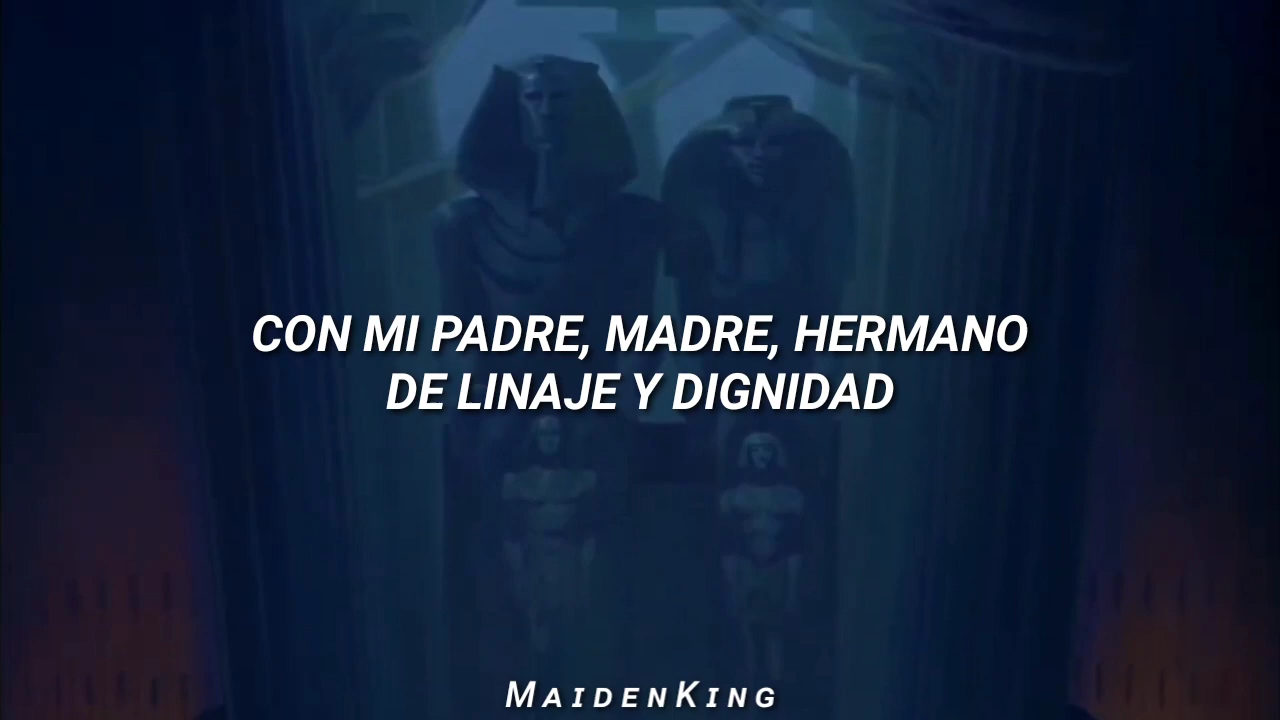 CON MI PADRE, MADRE, HERMANO
DE LINAJE Y DIGNIDAD
MAIDENKING